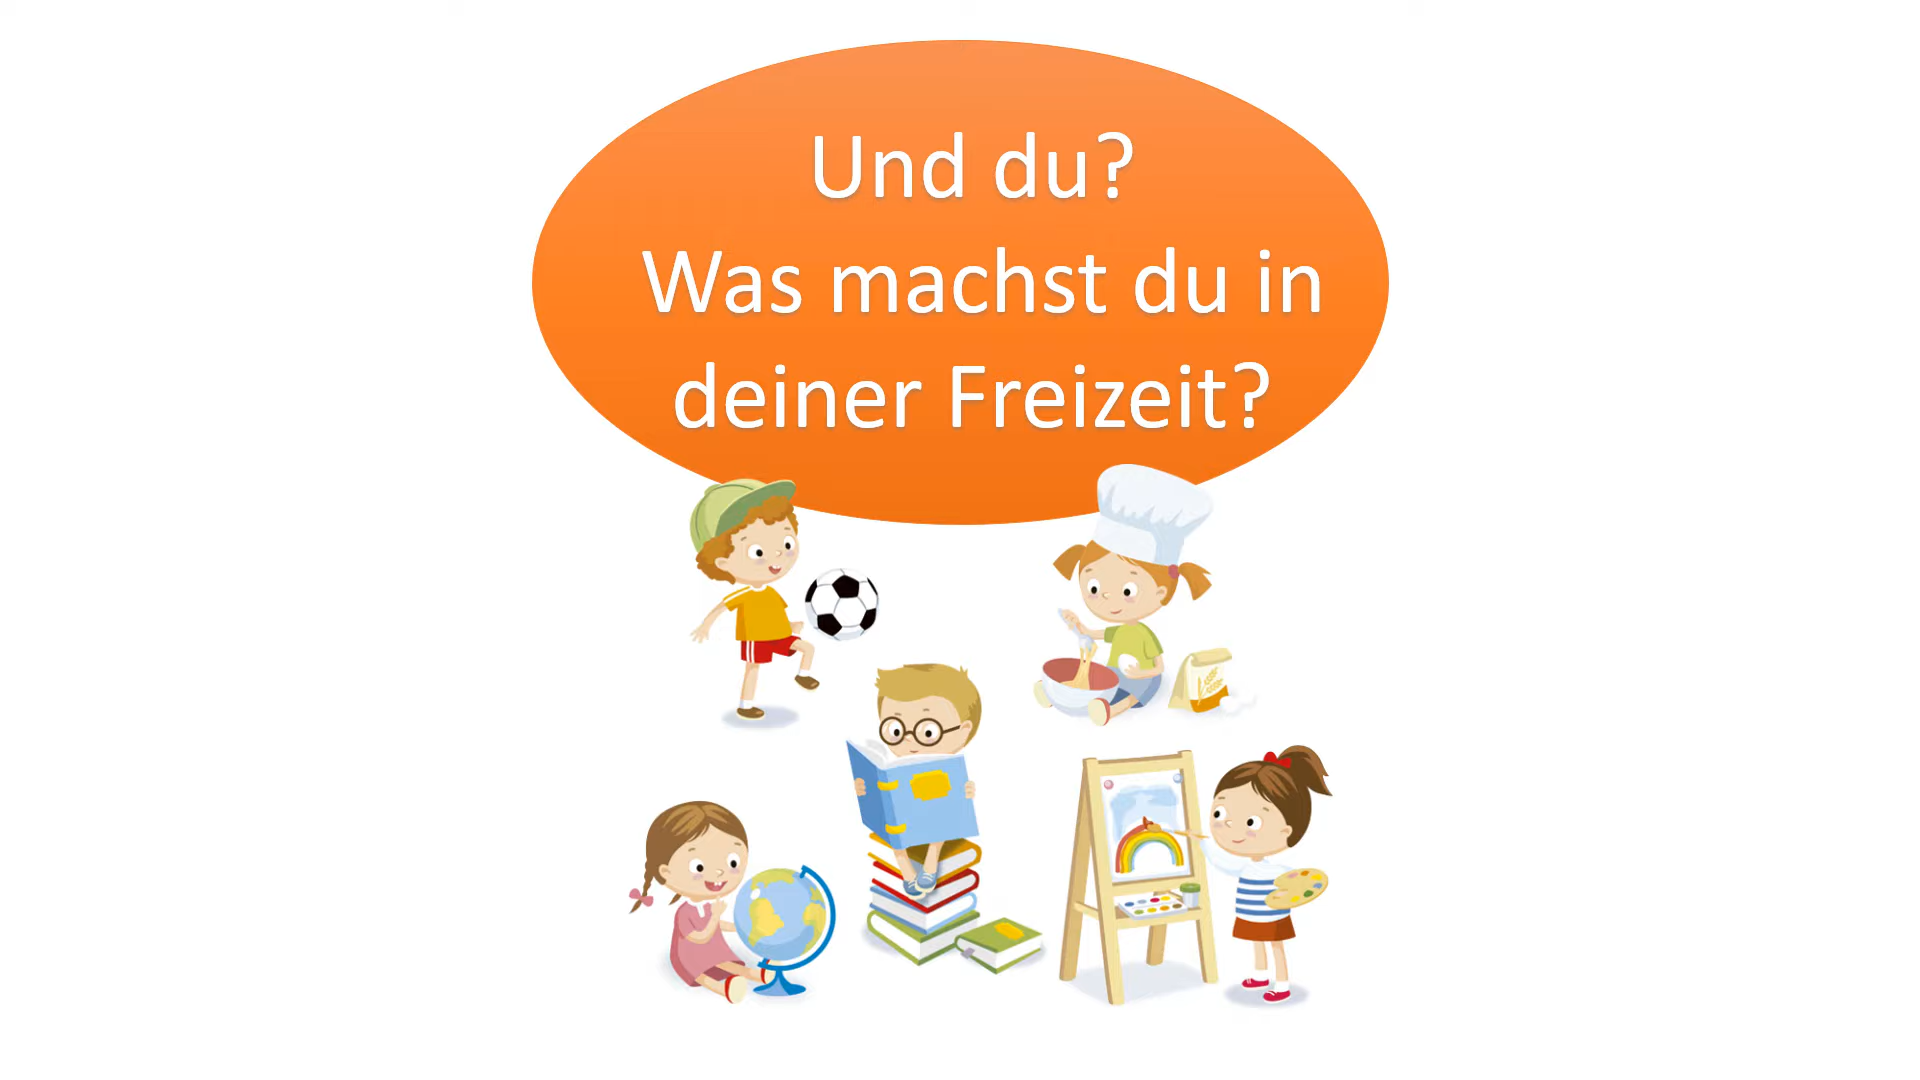 Und du?
Was machst du in
deiner Freizeit?